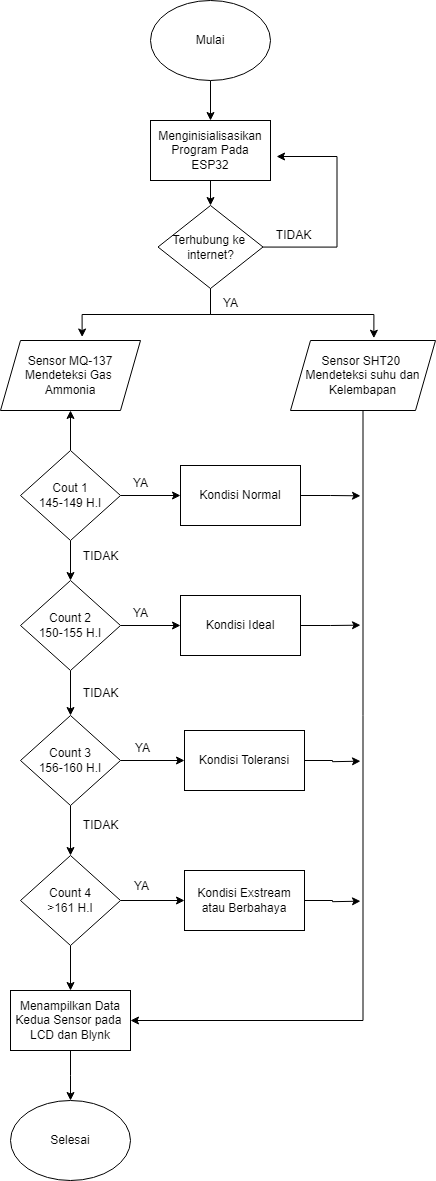 Mulai
Menginisialisasikan
Program Pada
ESP32
Terhubung ke
internet?
TIDAK
YA
Sensor MQ-137
Mendeteksi Gas
Ammonia
Sensor SHT20
Mendeteksi suhu dan
Kelembapan
Cout 1
145-149 H.I
YA
Kondisi Normal
TIDAK
Count 2
150-155 H.I
YA
Kondisi Ideal
TIDAK
Count 3
156-160 H.I
YA
Kondisi Toleransi
TIDAK
Count 4
>161 H.I
YA
Kondisi Exstream
atau Berbahaya
Menampilkan Data
Kedua Sensor pada
LCD dan Blynk
Selesai